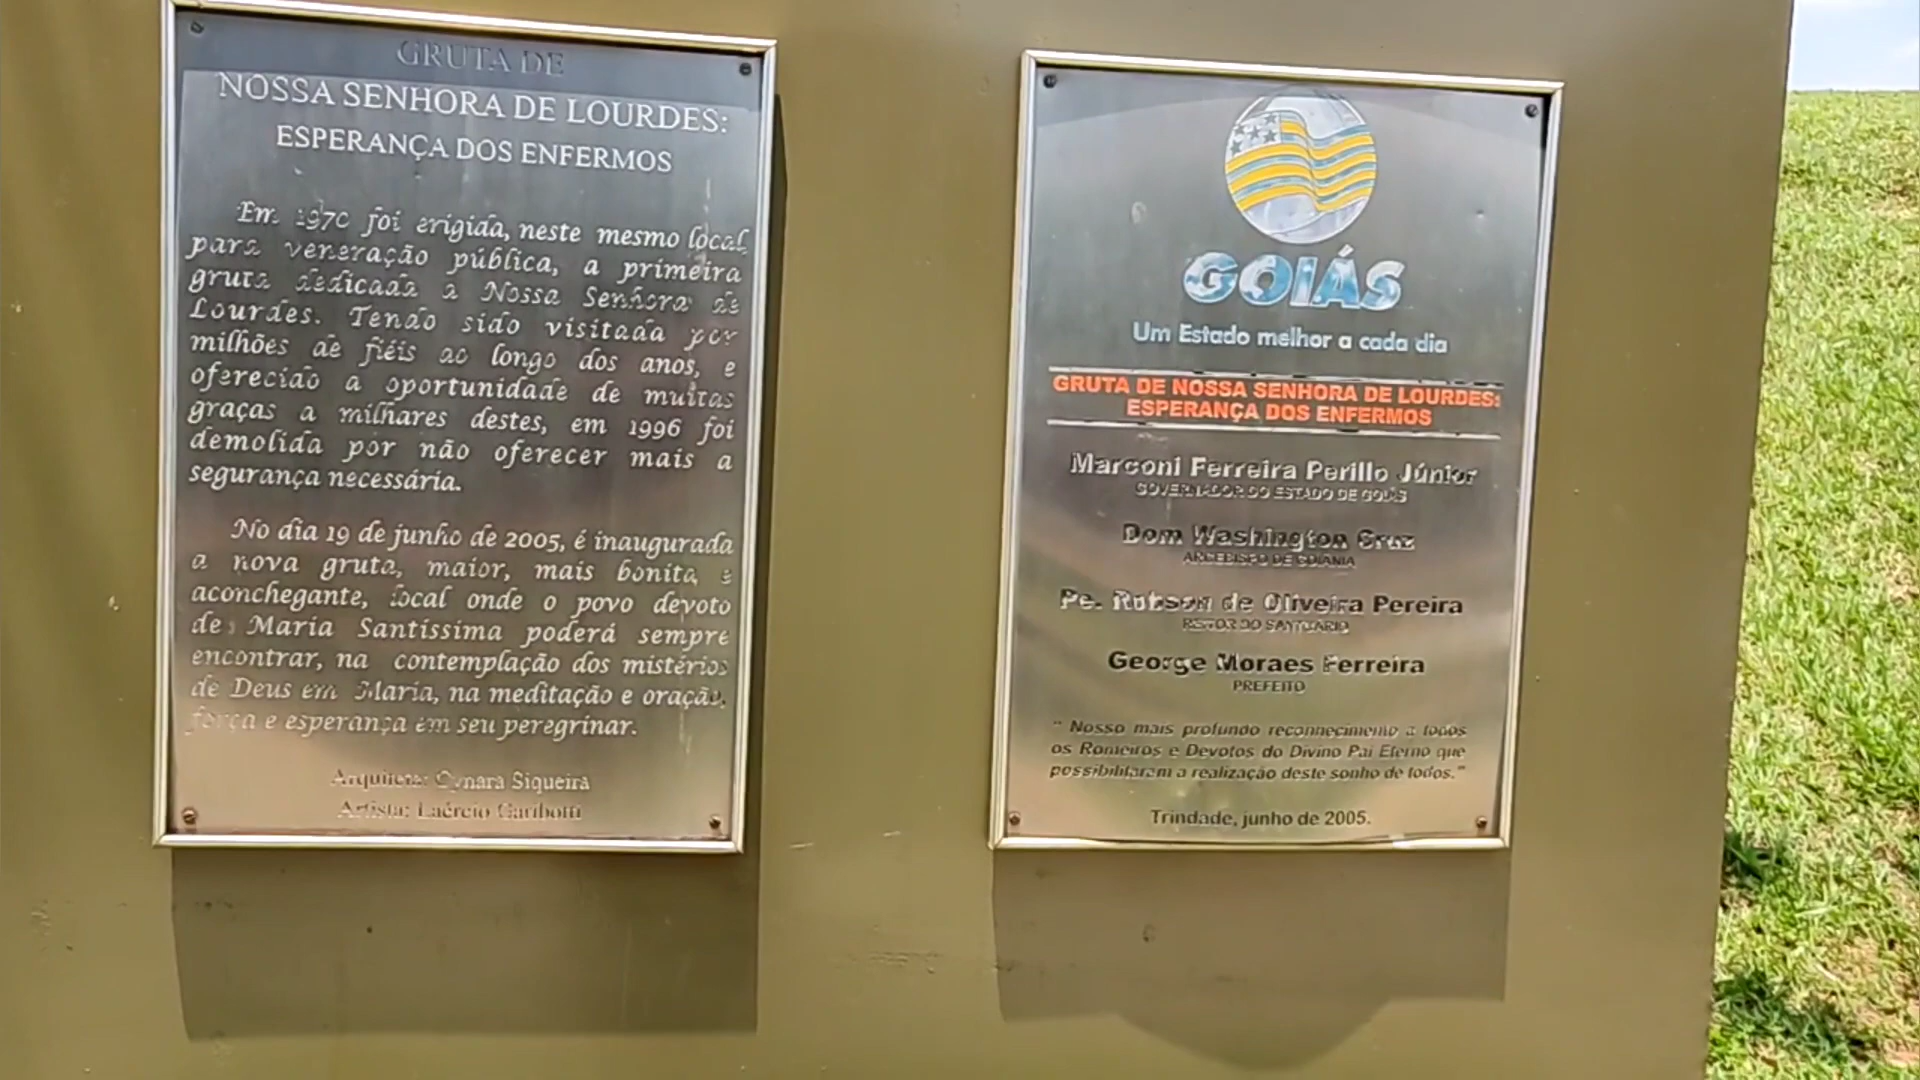 GRUTA DE
NOSSA SENHORA DE LOURDES:
ESPERANÇA DOS ENFERMOS
Em 1970 foi erigida, neste mesmo local
para veneração pública, a primeira
gruta dedicada a Nossa Senhora de
Lourdes. Tendo sido visitada por
milhões de fiéis ao longo dos anos, e
oferecido a oportunidade de muitas
graças a milhares destes, em 1996 foi
demolida por não oferecer mais a
segurança necessária.
No dia 19 de junho de 2005, é inaugurada
a nova gruta, maior, mais bonita e
aconchegante, local onde o povo devoto
de Maria Santíssima poderá sempre
encontrar, na contemplação dos mistérios
de Deus em Maria, na meditação e oração,
força e esperança em seu peregrinar.
Arquiteta: Cynara Siqueira
Artista: Laércio Garibotti
GOIÁS
Um Estado melhor a cada dia
GRUTA DE NOSSA SENHORA DE LOURDES:
ESPERANÇA DOS ENFERMOS
Marconi Ferreira Perillo Júnior
GOVERNADOR DO ESTADO DE GOIÁS
Dom Washington Cruz
ARCEBISPO DE GOIÂNIA
Pe. Robson de Oliveira Pereira
REITOR DO SANTUÁRIO
George Moraes Ferreira
PREFEITO
" Nosso mais profundo reconhecimento a todos
os Romeiros e Devotos do Divino Pai Eterno que
possibilitaram a realização deste sonho de todos."
Trindade, junho de 2005.